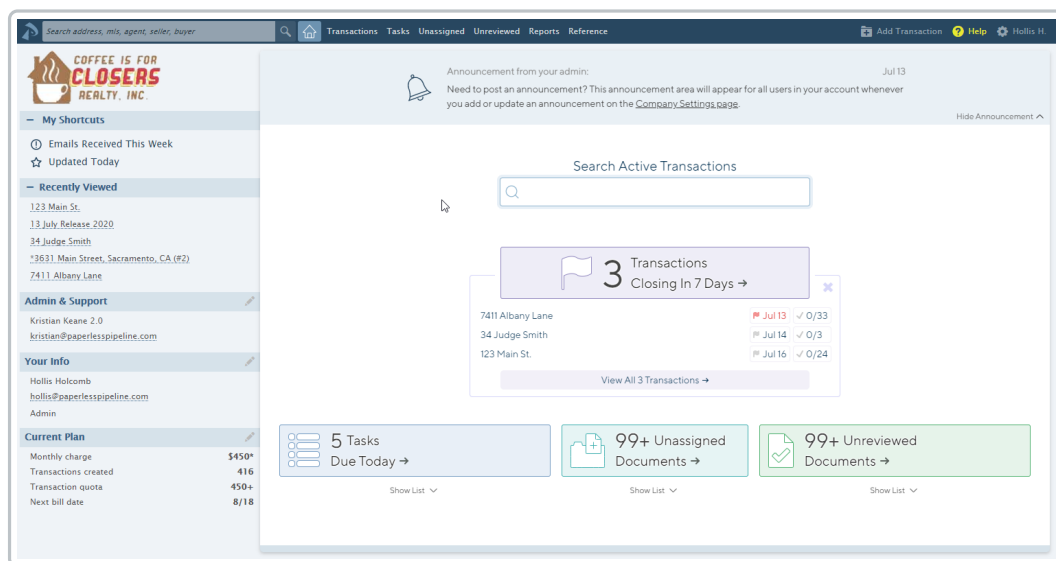 Search address, mls, agent, seller, buyer
Transactions Tasks Unassigned Unreviewed Reports Reference
Add Transaction
Help
Hollis H.
COFFEE IS FOR
CLOSERS
REALTY, INC.
– My Shortcuts
Emails Received This Week
Updated Today
– Recently Viewed
123 Main St.
13 July Release 2020
34 Judge Smith
*3631 Main Street, Sacramento, CA (#2)
7411 Albany Lane
Admin & Support
Kristian Keane 2.0
kristian@paperlesspipeline.com
Your Info
Hollis Holcomb
hollis@paperlesspipeline.com
Admin
Current Plan
Monthly charge $450*
Transactions created 416
Transaction quota 450+
Next bill date 8/18
Announcement from your admin: Jul 13
Need to post an announcement? This announcement area will appear for all users in your account whenever
you add or update an announcement on the Company Settings page.
Hide Announcement
Search Active Transactions
3 Transactions
Closing In 7 Days →
7411 Albany Lane Jul 13 ✓ 0/33
34 Judge Smith Jul 14 ✓ 0/3
123 Main St. Jul 16 ✓ 0/24
View All 3 Transactions →
5 Tasks
Due Today →
Show List
99+ Unassigned
Documents →
Show List
99+ Unreviewed
Documents →
Show List